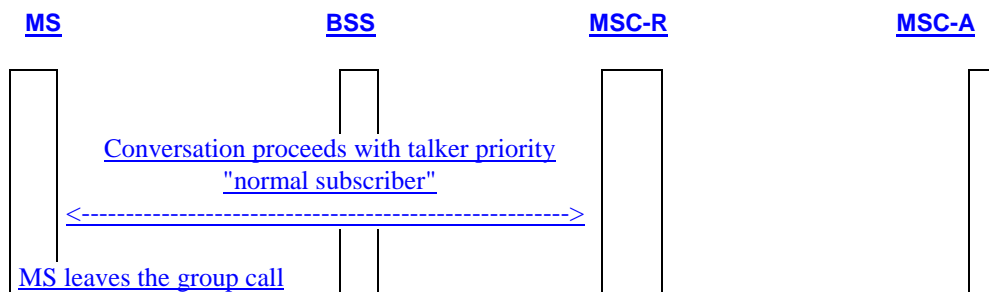 MS BSS MSC-R MSC-A
Conversation proceeds with talker priority
"normal subscriber"
<------------------------------------------------------>
MS leaves the group call